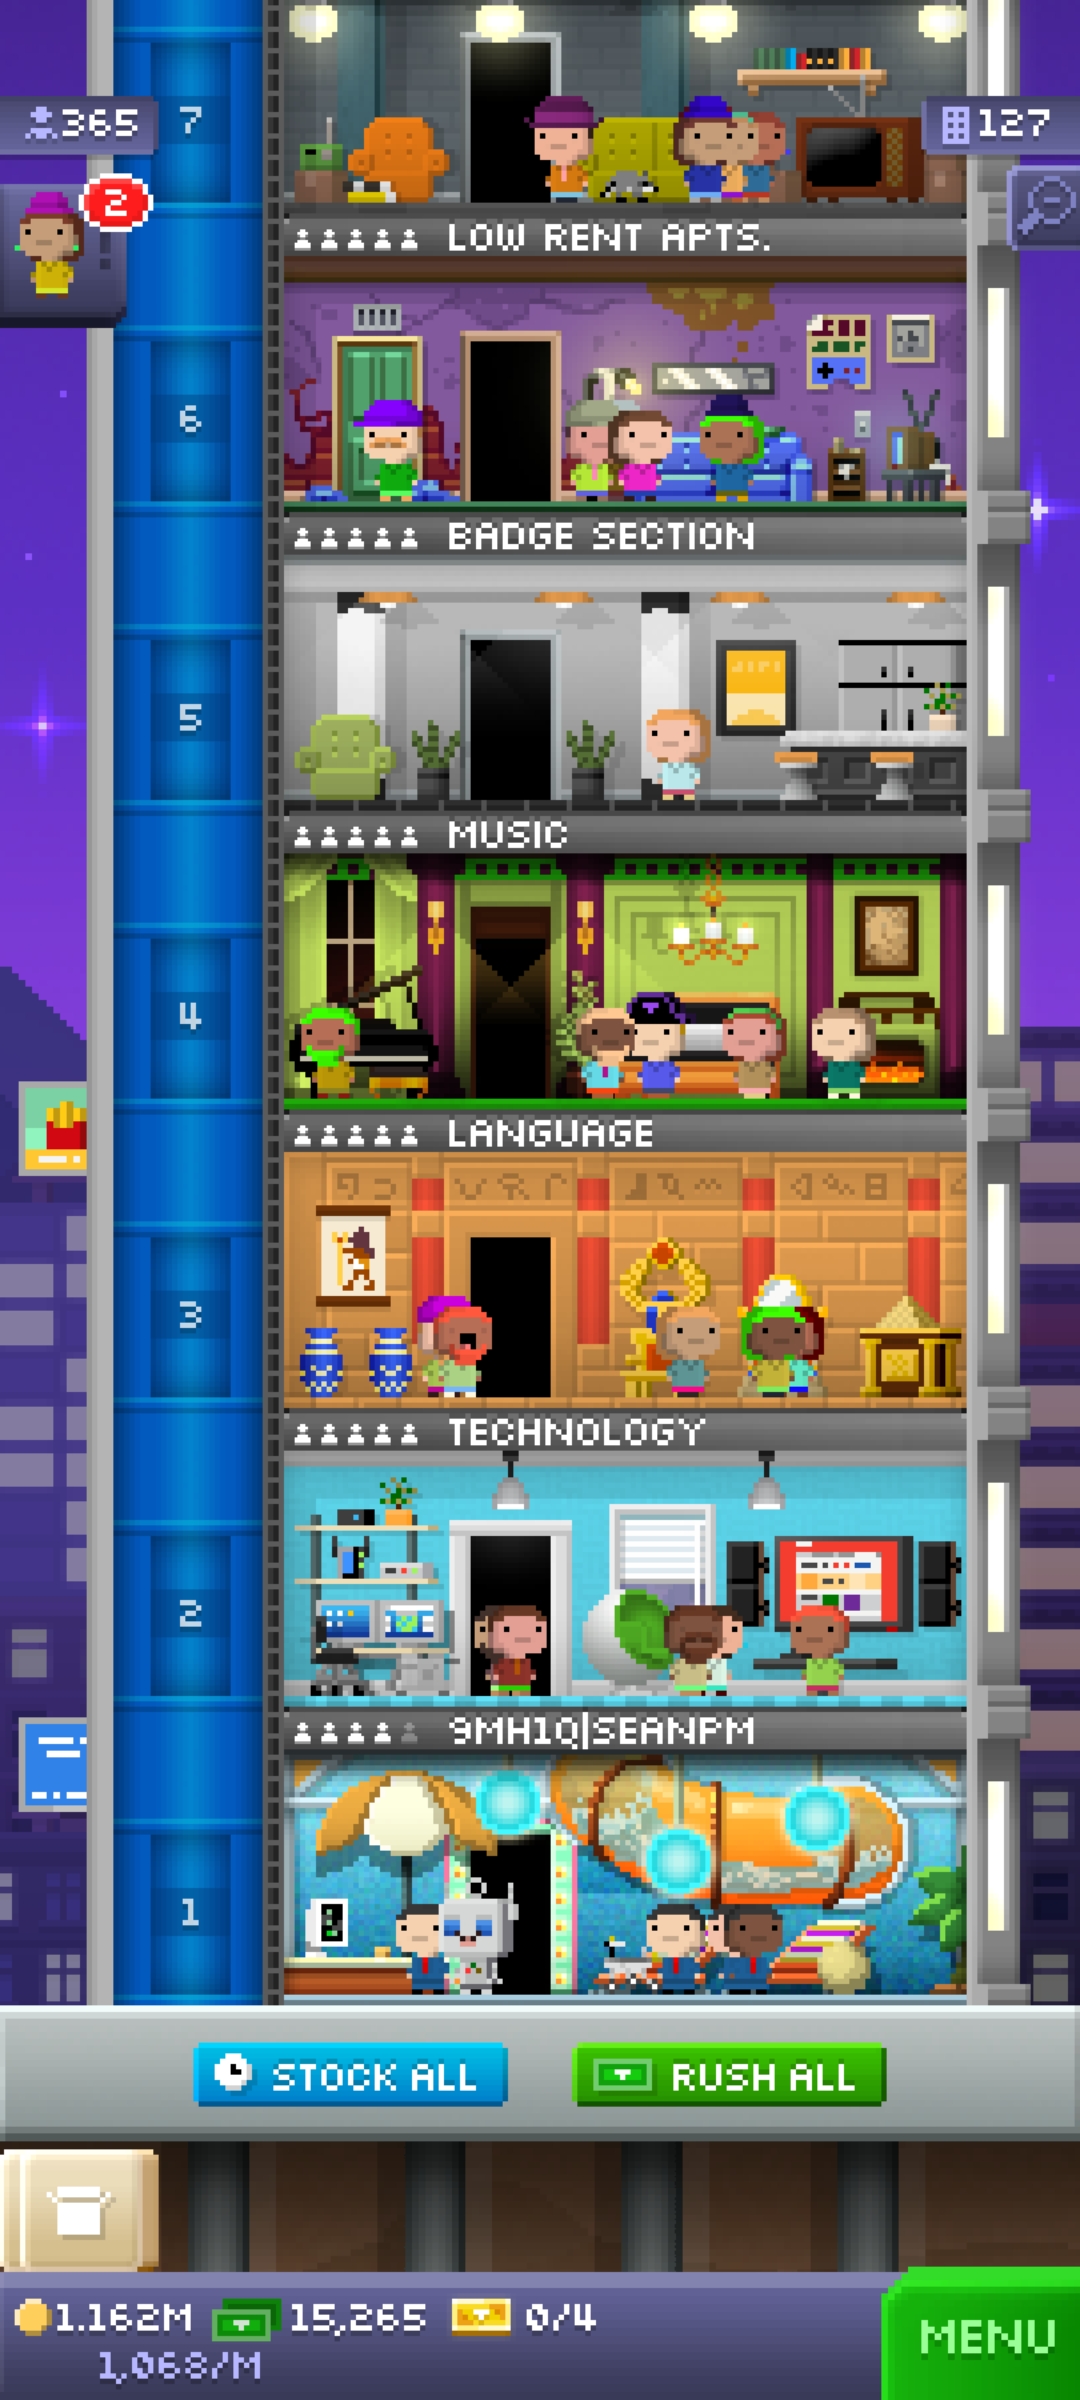 7
365
127
2
LOW RENT APTS.
6
BADGE SECTION
5
MUSIC
4
LANGUAGE
3
TECHNOLOGY
2
9MH1Q|SEANPM
1
STOCK ALL
RUSH ALL
1.162M
15,265
0/4
1,068/M
MENU